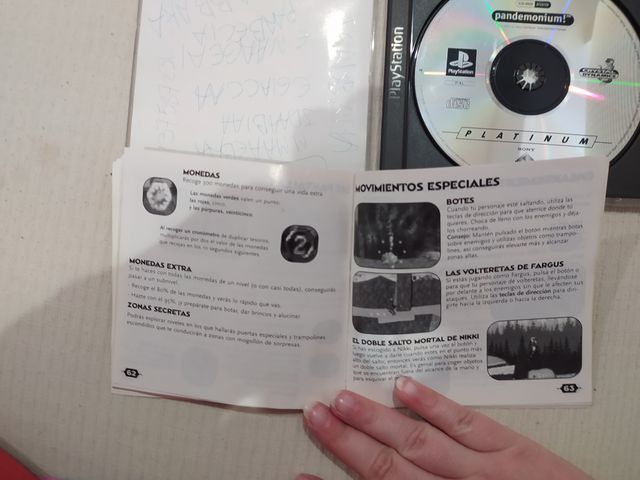 pandemonium!
PlayStation
PlayStation
PAL
CRYSTAL
DYNAMICS
PLATINUM
SONY
MONEDAS
Recoge 300 monedas para conseguir una vida extra.
Las monedas verdes valen un punto;
las rojas, cinco;
y las púrpuras, veinticinco.
Al recoger un cronómetro de duplicar tesoros,
multiplicarás por dos el valor de las monedas
que recojas en los 10 segundos siguientes.
MONEDAS EXTRA
Si te haces con todas las monedas de un nivel (o con casi todas), conseguirás
pasar a un subnivel.
Recoge el 80% de las monedas y verás lo rápido que vas.
Hazte con el 95%, ¡y prepárate para botar, dar brincos y alucinar!
ZONAS SECRETAS
Podrás explorar niveles en los que hallarás puertas especiales y trampolines
escondidos que te conducirán a zonas con mogollón de sorpresas.
62
MOVIMIENTOS ESPECIALES
BOTES
Cuando tu personaje esté saltando, utiliza las
teclas de dirección para que aterrice donde tú
quieras. Choca de lleno con los enemigos y déja-
los chorreando.
Consejo: Mantén pulsado el botón mientras botas
sobre enemigos y utilizas objetos como trampo-
lines, así conseguirás elevarte más y alcanzar
zonas altas.
LAS VOLTERETAS DE FARGUS
Si estás jugando como Fargus, pulsa el botón
para que tu personaje dé volteretas, llevándose
por delante a los enemigos sin que le afecten sus
ataques. Utiliza las teclas de dirección para diri-
girte hacia la izquierda o hacia la derecha.
EL DOBLE SALTO MORTAL DE NIKKI
Si has escogido a Nikki, pulsa una vez el botón y
luego vuelve a darle cuando estés en el punto más
alto del salto; entonces verás cómo Nikki realiza
un doble salto mortal. Es genial para coger objetos
que se encuentran fuera del alcance de la mano y
para esquivar el
63